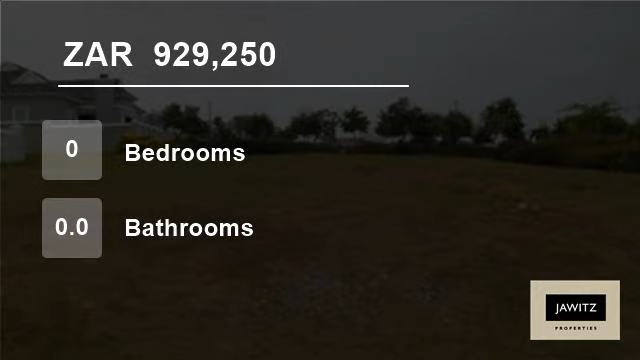 ZAR 929,250
0 Bedrooms
0.0 Bathrooms
JAWITZ
PROPERTIES